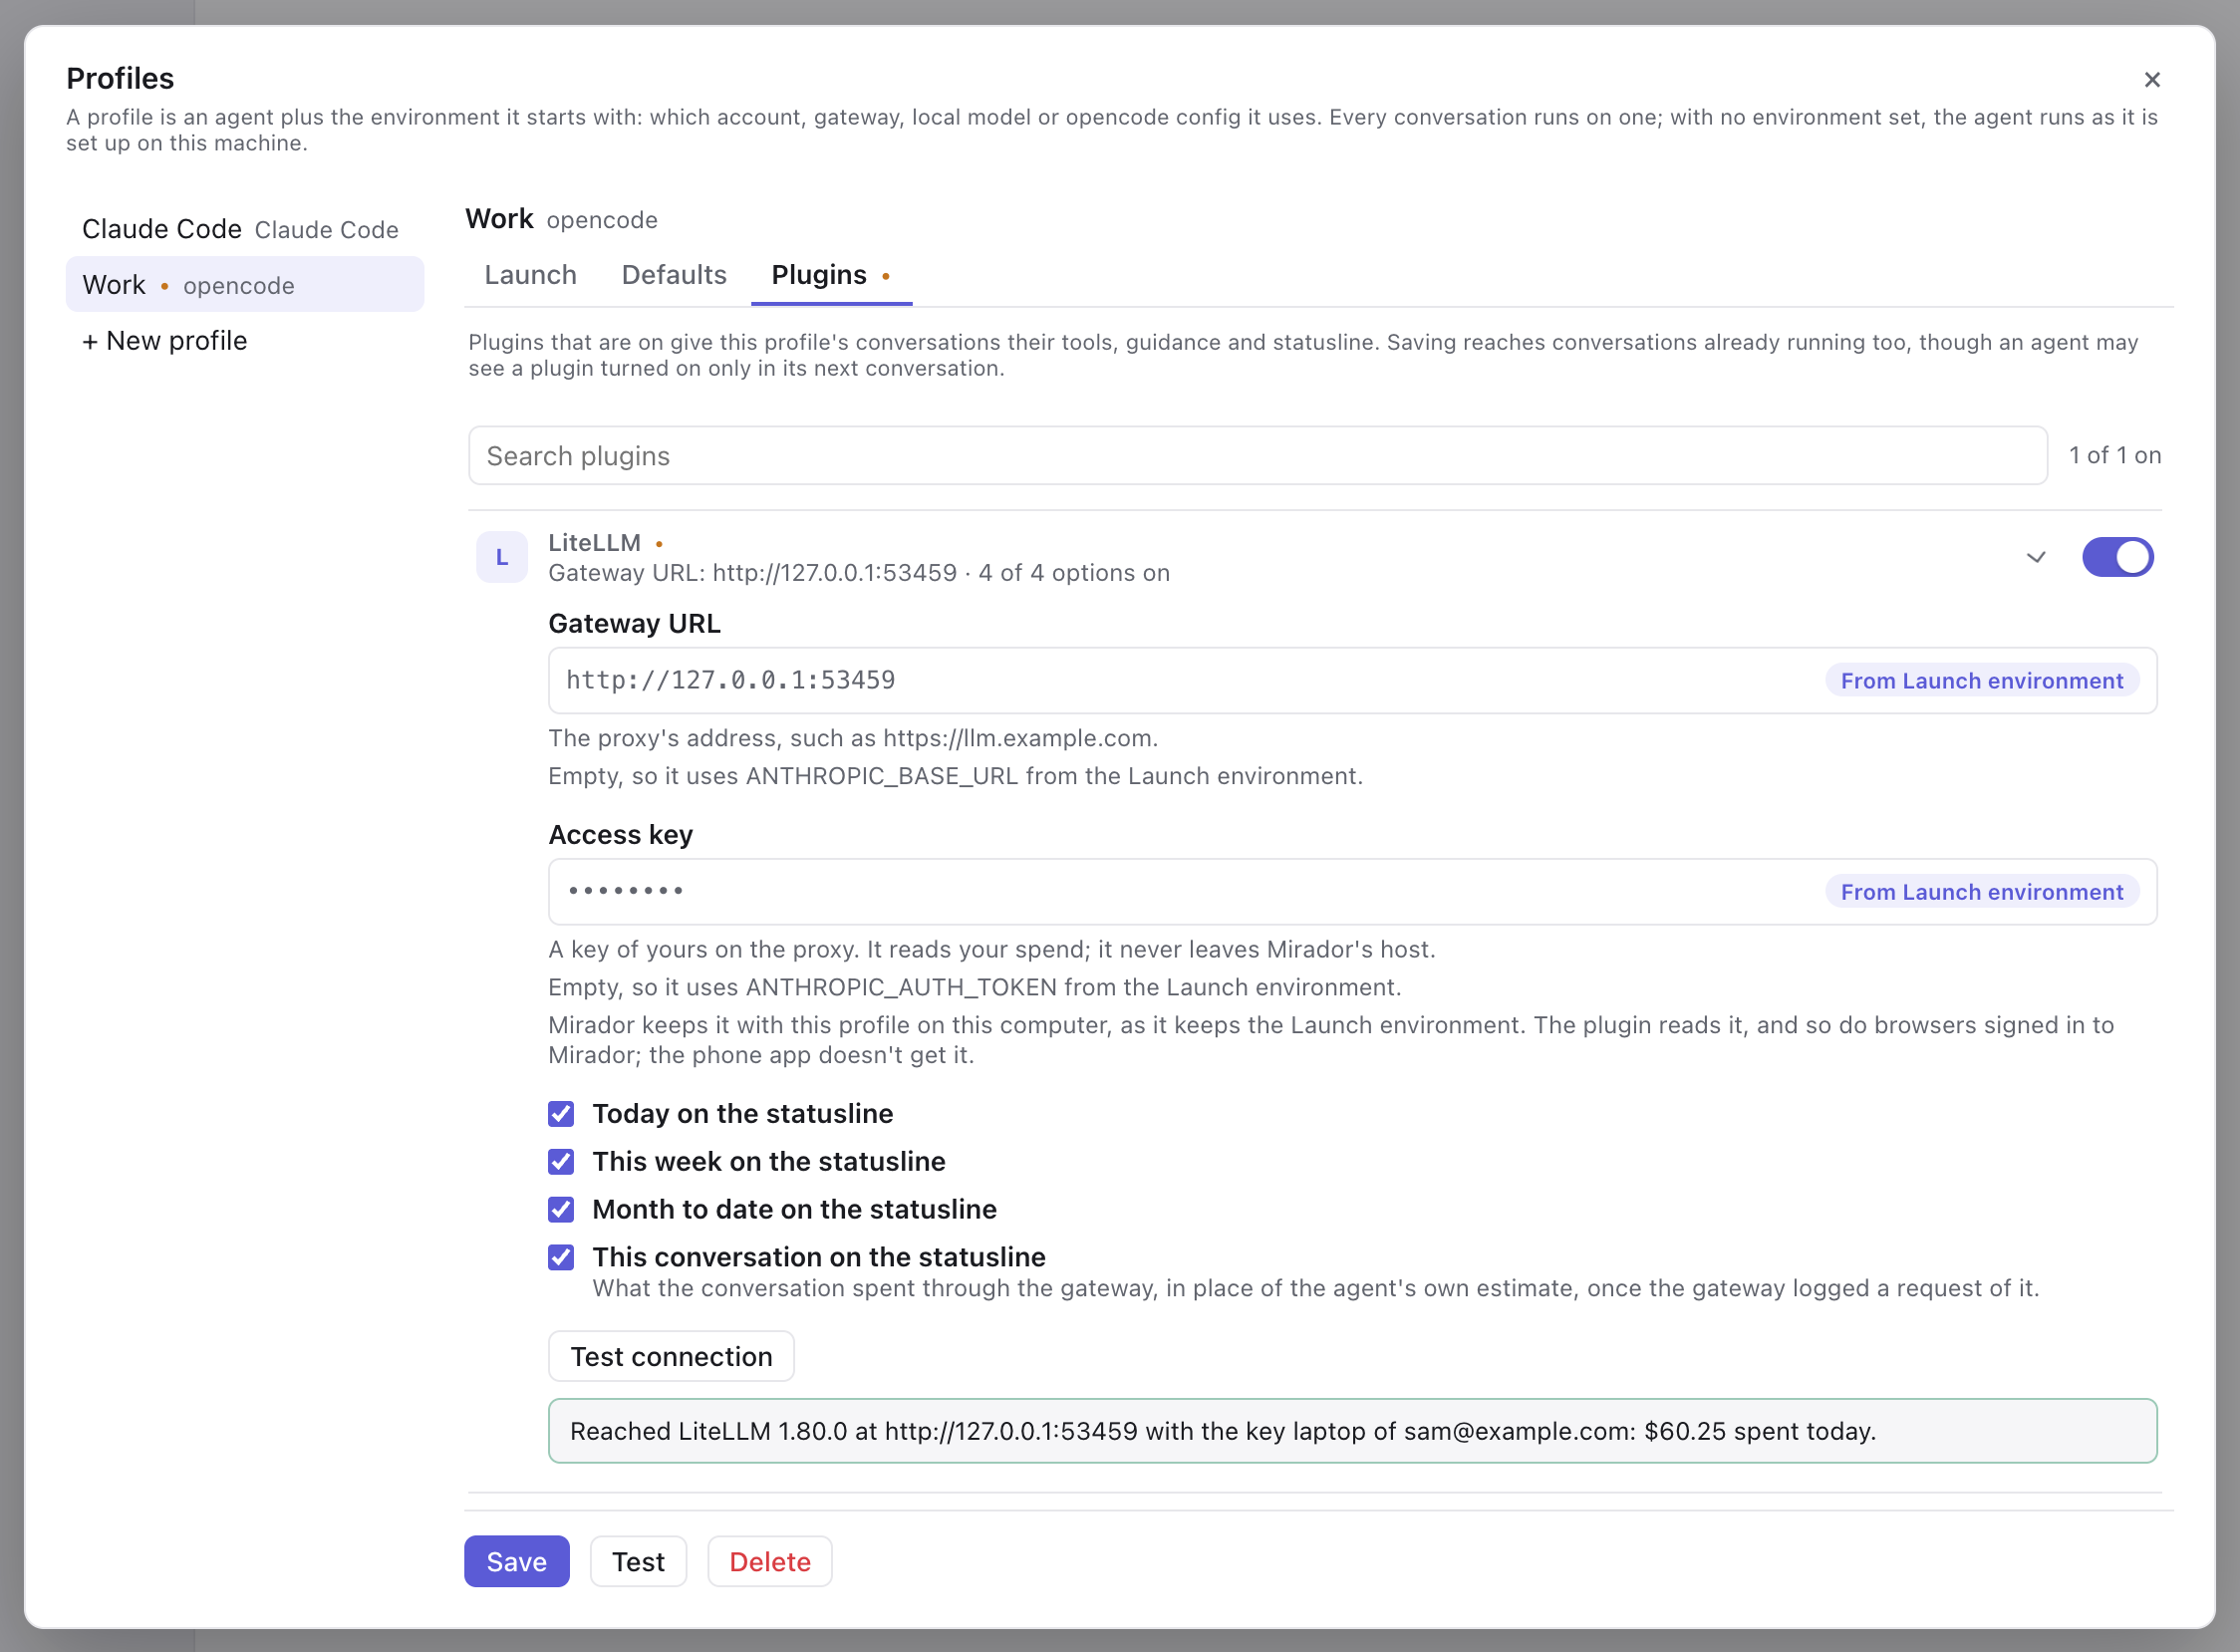 Profiles
×
A profile is an agent plus the environment it starts with: which account, gateway, local model or opencode config it uses. Every conversation runs on one; with no environment set, the agent runs as it is
set up on this machine.
Claude Code Claude Code
Work • opencode
+ New profile
Work opencode
Launch Defaults Plugins •
Plugins that are on give this profile's conversations their tools, guidance and statusline. Saving reaches conversations already running too, though an agent may
see a plugin turned on only in its next conversation.
Search plugins
1 of 1 on
L
LiteLLM •
Gateway URL: http://127.0.0.1:53459 · 4 of 4 options on
Gateway URL
http://127.0.0.1:53459 From Launch environment
The proxy's address, such as https://llm.example.com.
Empty, so it uses ANTHROPIC_BASE_URL from the Launch environment.
Access key
•••••••• From Launch environment
A key of yours on the proxy. It reads your spend; it never leaves Mirador's host.
Empty, so it uses ANTHROPIC_AUTH_TOKEN from the Launch environment.
Mirador keeps it with this profile on this computer, as it keeps the Launch environment. The plugin reads it, and so do browsers signed in to
Mirador; the phone app doesn't get it.
Today on the statusline
This week on the statusline
Month to date on the statusline
This conversation on the statusline
What the conversation spent through the gateway, in place of the agent's own estimate, once the gateway logged a request of it.
Test connection
Reached LiteLLM 1.80.0 at http://127.0.0.1:53459 with the key laptop of sam@example.com: $60.25 spent today.
Save Test Delete